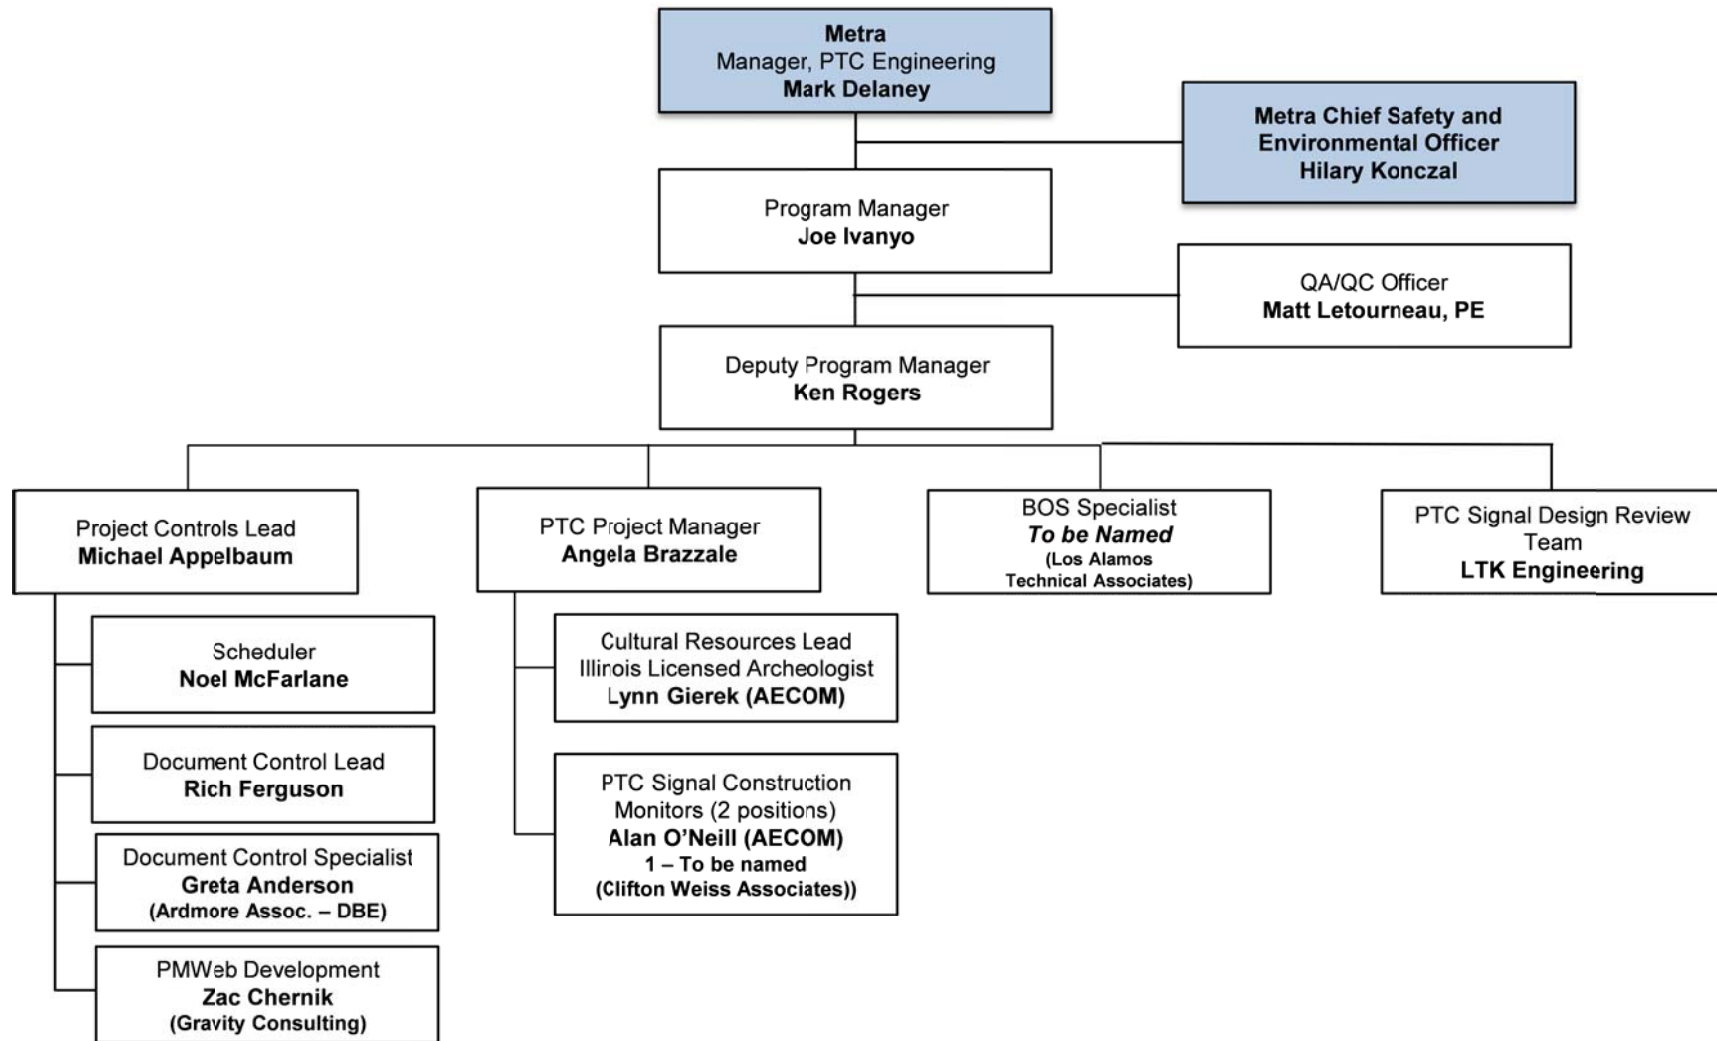 Metra
Manager, PTC Engineering
Mark Delaney
Metra Chief Safety and
Environmental Officer
Hilary Konczal
Program Manager
Joe Ivanyo
QA/QC Officer
Matt Letourneau, PE
Deputy Program Manager
Ken Rogers
Project Controls Lead
Michael Appelbaum
PTC Project Manager
Angela Brazzale
BOS Specialist
To be Named
(Los Alamos
Technical Associates)
PTC Signal Design Review
Team
LTK Engineering
Scheduler
Noel McFarlane
Document Control Lead
Rich Ferguson
Document Control Specialist
Greta Anderson
(Ardmore Assoc. – DBE)
PMWeb Development
Zac Chernik
(Gravity Consulting)
Cultural Resources Lead
Illinois Licensed Archeologist
Lynn Gierek (AECOM)
PTC Signal Construction
Monitors (2 positions)
Alan O’Neill (AECOM)
1 – To be named
(Clifton Weiss Associates))